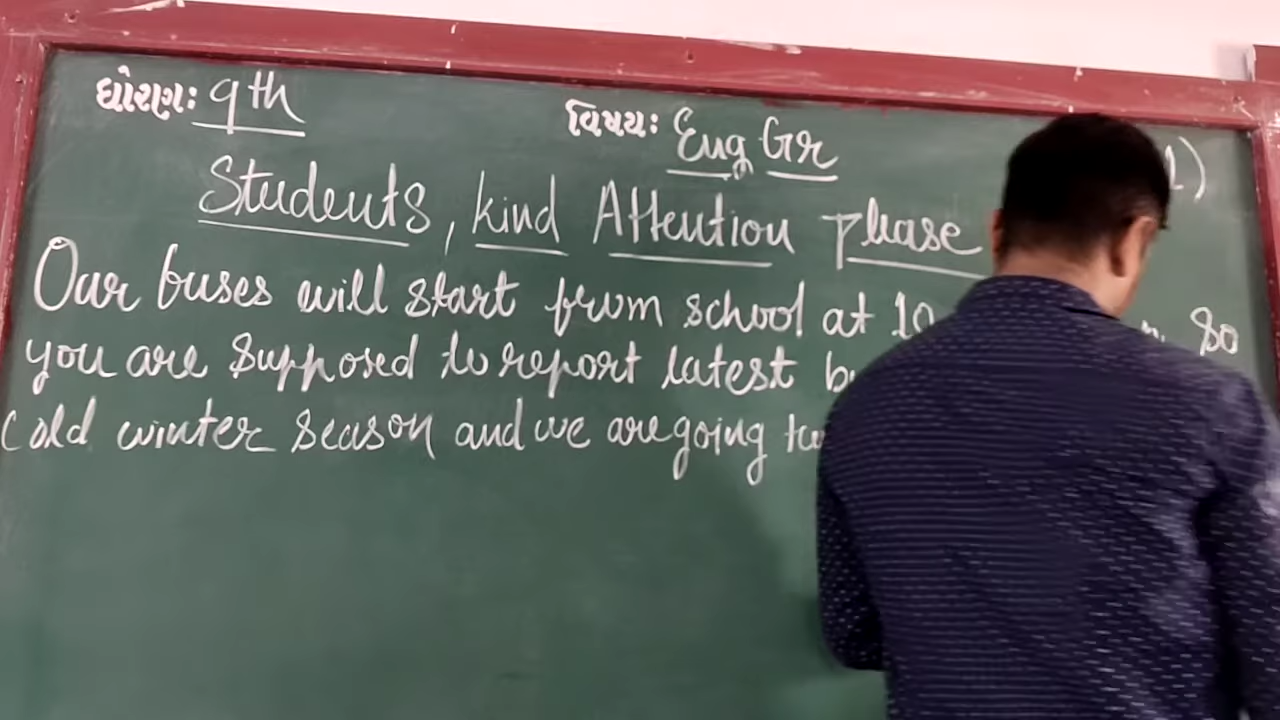 ધોરણ: 9th વિષય: Eng Gr
Students, kind Attention please
Our buses will start from school at 10 So
you are supposed to report latest
cold winter season and we are going